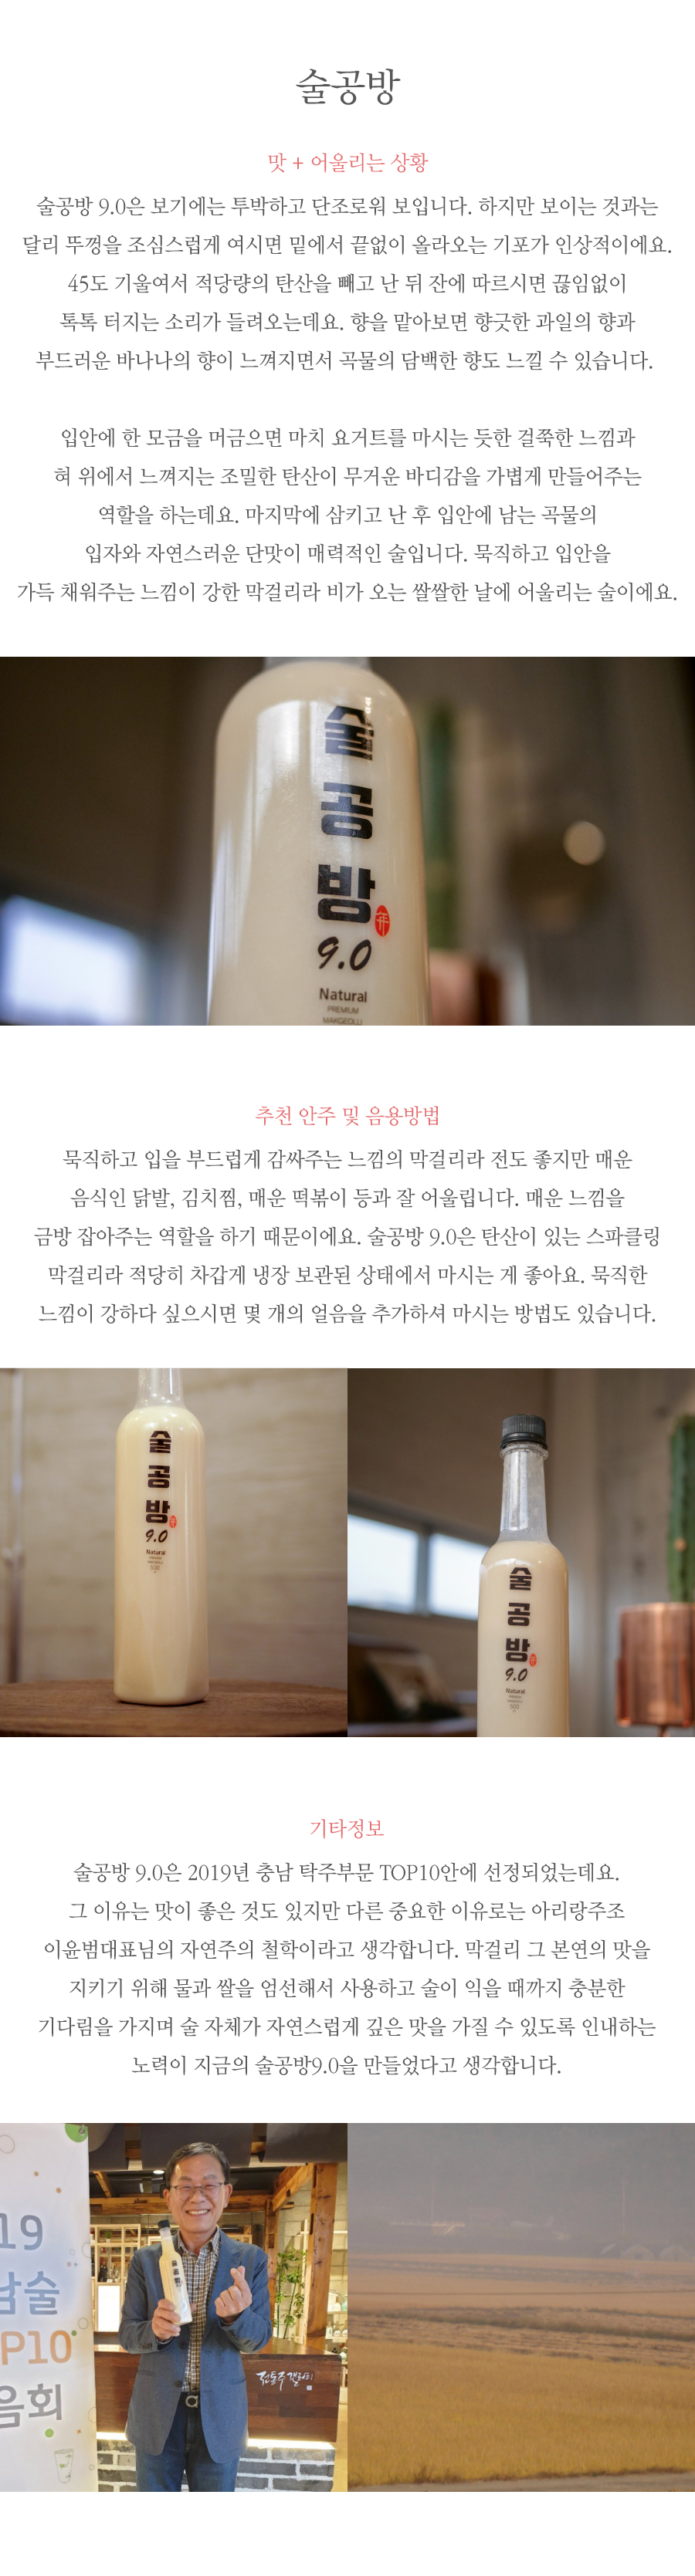 술공방
맛 + 어울리는 상황
술공방 9.0은 보기에는 투박하고 단조로워 보입니다. 하지만 보이는 것과는
달리 뚜껑을 조심스럽게 여시면 밑에서 끝없이 올라오는 기포가 인상적이에요.
45도 기울여서 적당량의 탄산을 빼고 난 뒤 잔에 따르시면 끊임없이
톡톡 터지는 소리가 들려오는데요. 향을 맡아보면 향긋한 과일의 향과
부드러운 바나나의 향이 느껴지면서 곡물의 담백한 향도 느낄 수 있습니다.
입안에 한 모금을 머금으면 마치 요거트를 마시는 듯한 걸쭉한 느낌과
혀 위에서 느껴지는 조밀한 탄산이 무거운 바디감을 가볍게 만들어주는
역할을 하는데요. 마지막에 삼키고 난 후 입안에 남는 곡물의
입자와 자연스러운 단맛이 매력적인 술입니다. 묵직하고 입안을
가득 채워주는 느낌이 강한 막걸리라 비가 오는 쌀쌀한 날에 어울리는 술이에요.
술
공
방
年
9.0
Natural
PREMIUM
MAKGEOLLI
추천 안주 및 음용방법
묵직하고 입을 부드럽게 감싸주는 느낌의 막걸리라 전도 좋지만 매운
음식인 닭발, 김치찜, 매운 떡볶이 등과 잘 어울립니다. 매운 느낌을
금방 잡아주는 역할을 하기 때문이에요. 술공방 9.0은 탄산이 있는 스파클링
막걸리라 적당히 차갑게 냉장 보관된 상태에서 마시는 게 좋아요. 묵직한
느낌이 강하다 싶으시면 몇 개의 얼음을 추가하셔 마시는 방법도 있습니다.
술
공
방
9.0
Natural
술
공
방
9.0
Natural
기타정보
술공방 9.0은 2019년 충남 탁주부문 TOP10안에 선정되었는데요.
그 이유는 맛이 좋은 것도 있지만 다른 중요한 이유로는 아리랑주조
이윤범대표님의 자연주의 철학이라고 생각합니다. 막걸리 그 본연의 맛을
지키기 위해 물과 쌀을 엄선해서 사용하고 술이 익을 때까지 충분한
기다림을 가지며 술 자체가 자연스럽게 깊은 맛을 가질 수 있도록 인내하는
노력이 지금의 술공방9.0을 만들었다고 생각합니다.
19
남술
P10
음회
술공방
전통주갤러리